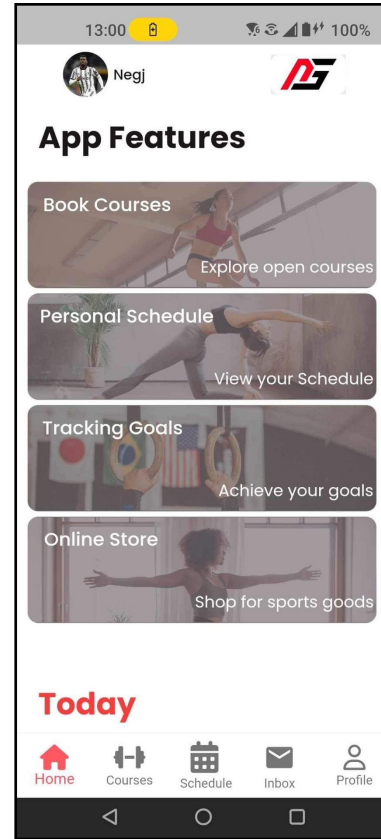 13:00
100%
Negj
App Features
Book Courses
Explore open courses
Personal Schedule
View your Schedule
Tracking Goals
Achieve your goals
Online Store
Shop for sports goods
Today
Home
Courses
Schedule
Inbox
Profile